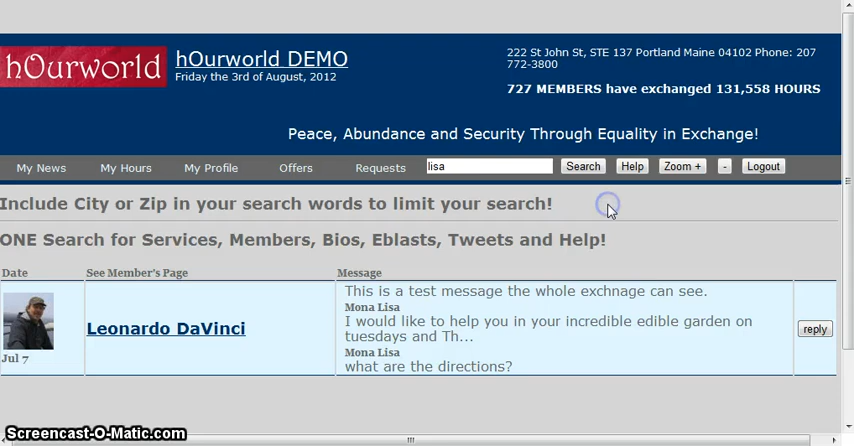 hOurworld
hOurworld DEMO
Friday the 3rd of August, 2012
222 St John St, STE 137 Portland Maine 04102 Phone: 207
772-3800
727 MEMBERS have exchanged 131,558 HOURS
Peace, Abundance and Security Through Equality in Exchange!
My News My Hours My Profile Offers Requests lisa Search Help Zoom + - Logout
Include City or Zip in your search words to limit your search!
ONE Search for Services, Members, Bios, Eblasts, Tweets and Help!
Date See Member's Page Message
This is a test message the whole exchnage can see.
Mona Lisa
I would like to help you in your incredible edible garden on
tuesdays and Th...
Mona Lisa
what are the directions?
Leonardo DaVinci
Jul 7
reply
Screencast-O-Matic.com